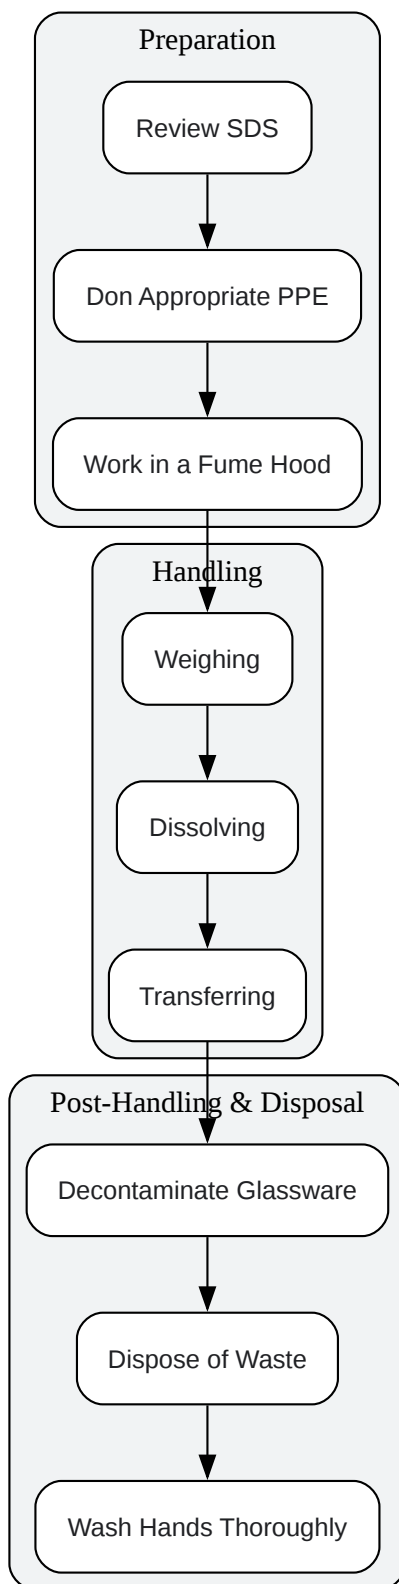 Preparation
Review SDS
Don Appropriate PPE
Work in a Fume Hood
Handling
Weighing
Dissolving
Transferring
Post-Handling & Disposal
Decontaminate Glassware
Dispose of Waste
Wash Hands Thoroughly